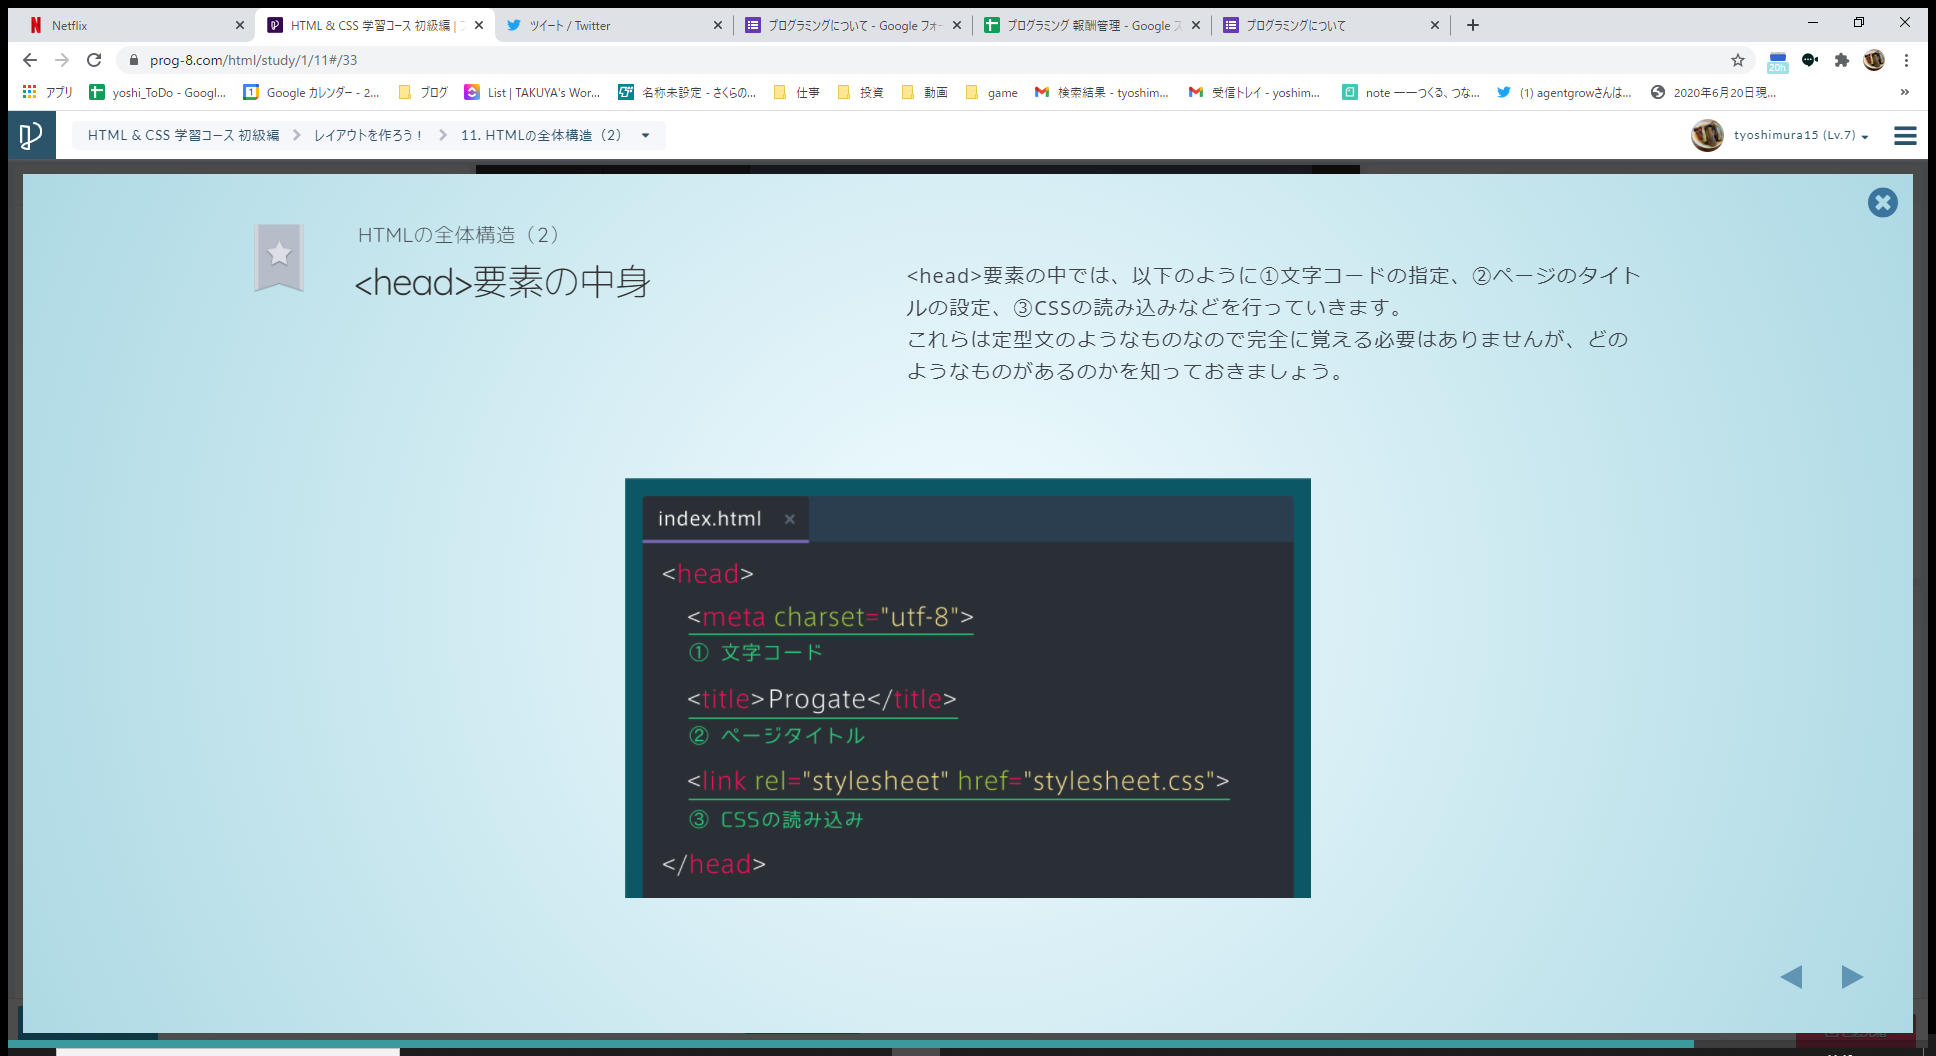 Netflix
HTML & CSS 学習コース 初級編 | プ
ツイート / Twitter
プログラミングについて - Google フォー
プログラミング 報酬管理 - Google ス
プログラミングについて
prog-8.com/html/study/1/11#/33
20h
アプリ
yoshi_ToDo - Googl...
Google カレンダー - 2...
ブログ
List | TAKUYA's Wor...
名称未設定 - さくらの...
仕事
投資
動画
game
検索結果 - tyoshim...
受信トレイ - yoshim...
note ――つくる、つな...
(1) agentgrowさんは...
2020年6月20日現...
»
HTML & CSS 学習コース 初級編
レイアウトを作ろう！
11. HTMLの全体構造（2）
tyoshimura15 (Lv.7)
HTMLの全体構造（2）
<head>要素の中身
<head>要素の中では、以下のように①文字コードの指定、②ページのタイト
ルの設定、③CSSの読み込みなどを行っていきます。
これらは定型文のようなものなので完全に覚える必要はありませんが、どの
ようなものがあるのかを知っておきましょう。
index.html ×
<head>
<meta charset="utf-8">
① 文字コード
<title>Progate</title>
② ページタイトル
<link rel="stylesheet" href="stylesheet.css">
③ CSSの読み込み
</head>